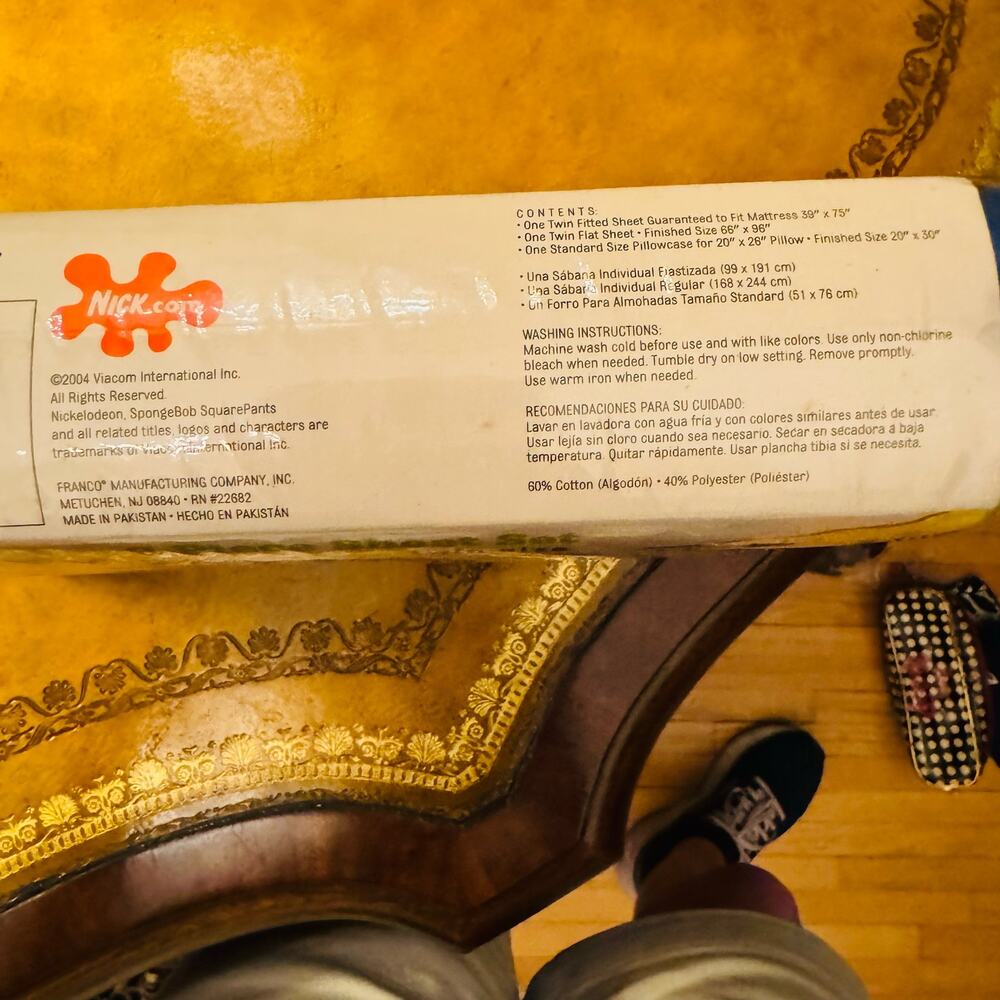 NICK.com
©2004 Viacom International Inc.
All Rights Reserved.
Nickelodeon, SpongeBob SquarePants
and all related titles, logos and characters are
trademarks of Viacom International Inc.
FRANCO® MANUFACTURING COMPANY, INC.
METUCHEN, NJ 08840 • RN #22682
MADE IN PAKISTAN • HECHO EN PAKISTÁN
CONTENTS:
• One Twin Fitted Sheet Guaranteed to Fit Mattress 39" x 75"
• One Twin Flat Sheet • Finished Size 66" x 96"
• One Standard Size Pillowcase for 20" x 26" Pillow • Finished Size 20" x 30"
• Una Sábana Individual Elastizada (99 x 191 cm)
• Una Sábana Individual Regular (168 x 244 cm)
• Un Forro Para Almohadas Tamaño Standard (51 x 76 cm)
WASHING INSTRUCTIONS:
Machine wash cold before use and with like colors. Use only non-chlorine
bleach when needed. Tumble dry on low setting. Remove promptly.
Use warm iron when needed.
RECOMENDACIONES PARA SU CUIDADO:
Lavar en lavadora con agua fría y con colores similares antes de usar.
Usar lejía sin cloro cuando sea necesario. Secar en secadora á baja
temperatura. Quitar rápidamente. Usar plancha tibia si se necesita.
60% Cotton (Algodón) • 40% Polyester (Poliéster)